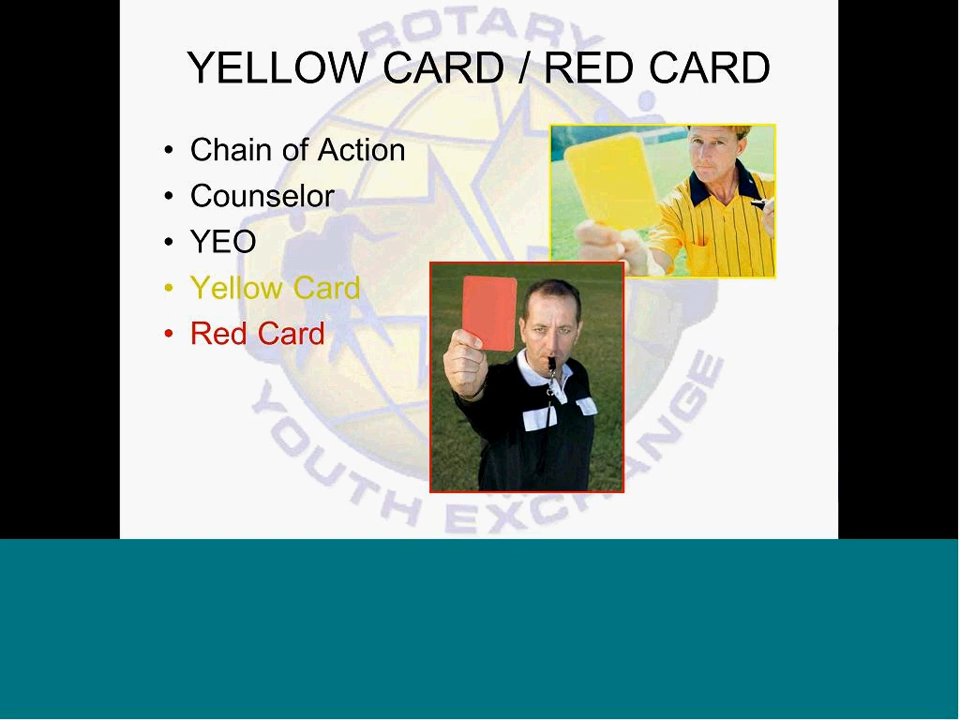 YELLOW CARD / RED CARD
• Chain of Action
• Counselor
• YEO
• Yellow Card
• Red Card
ROTARY
YOUTH EXCHANGE